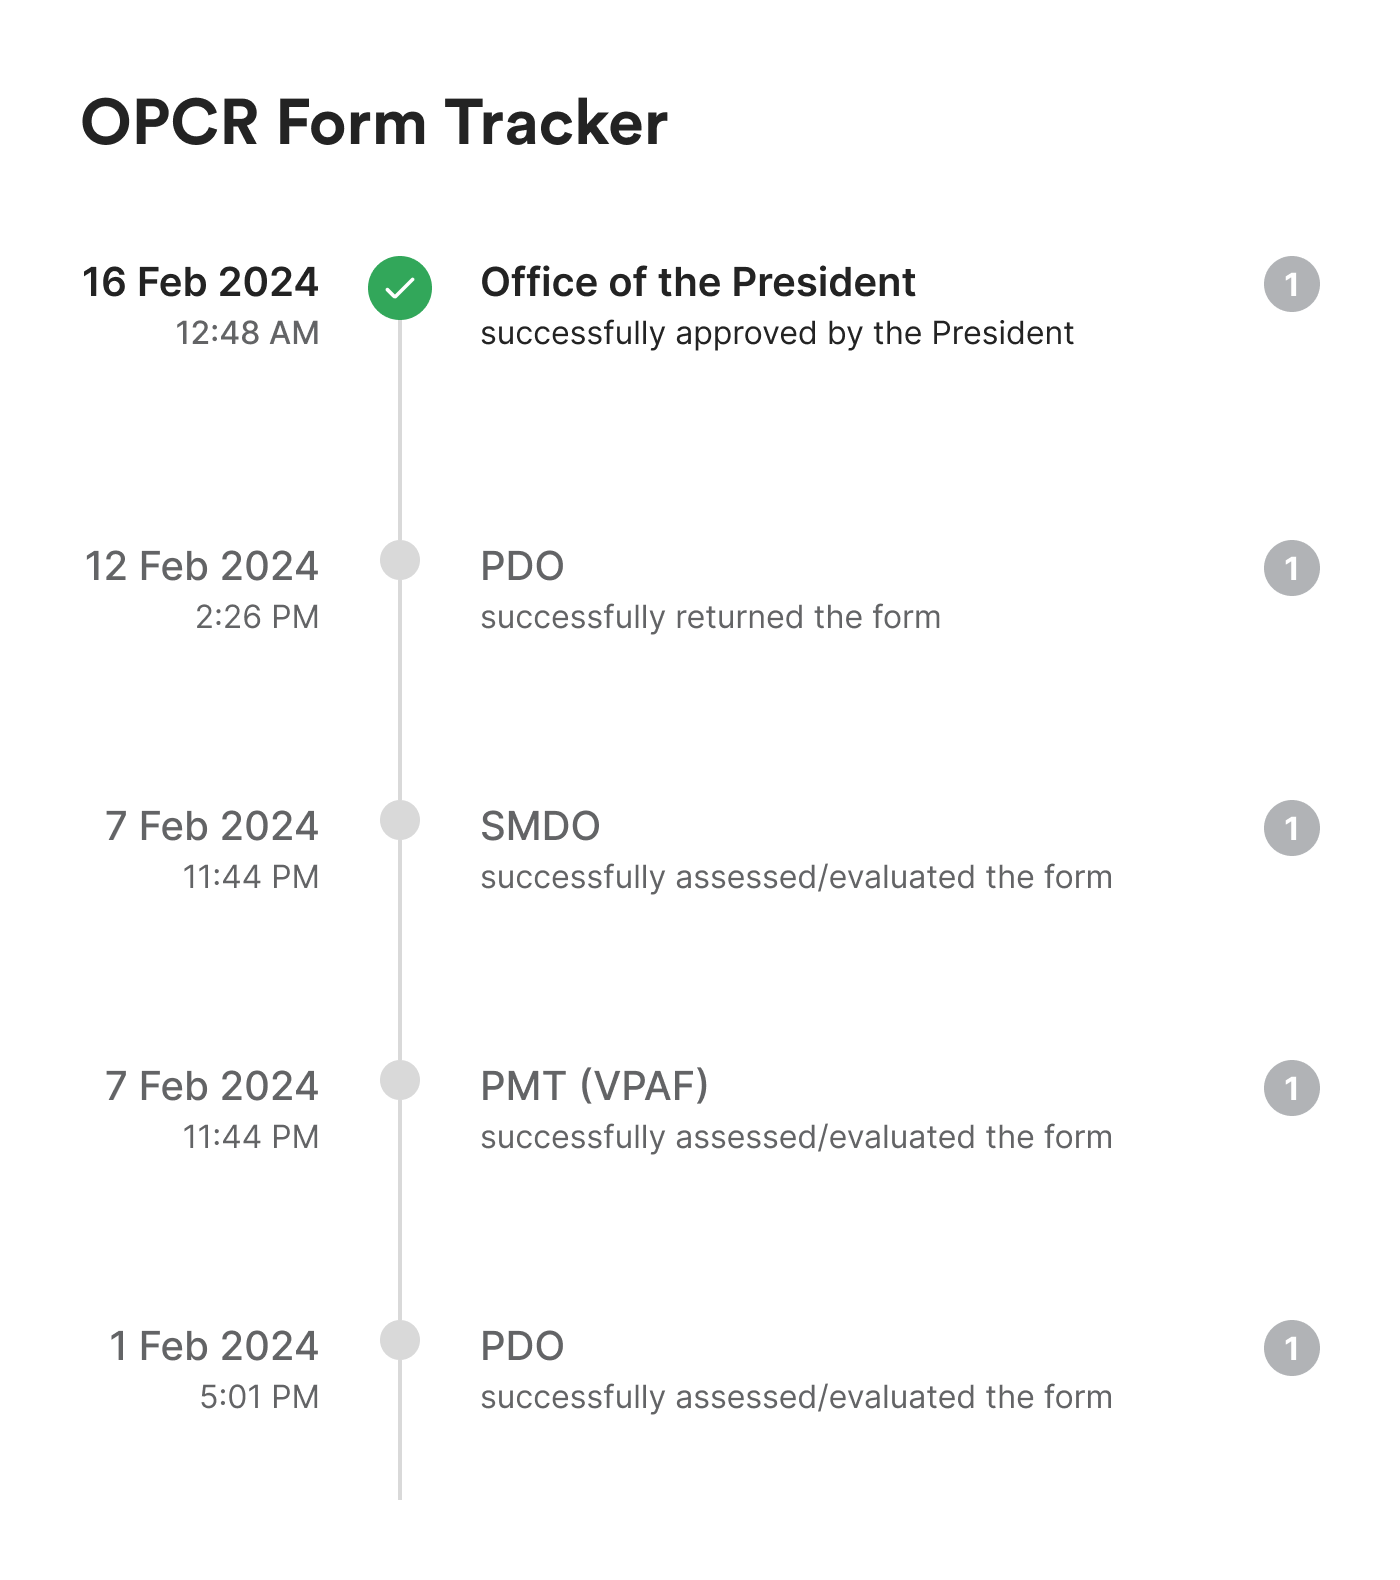 OPCR Form Tracker
16 Feb 2024
12:48 AM
Office of the President
successfully approved by the President
1
12 Feb 2024
2:26 PM
PDO
successfully returned the form
1
7 Feb 2024
11:44 PM
SMDO
successfully assessed/evaluated the form
1
7 Feb 2024
11:44 PM
PMT (VPAF)
successfully assessed/evaluated the form
1
1 Feb 2024
5:01 PM
PDO
successfully assessed/evaluated the form
1